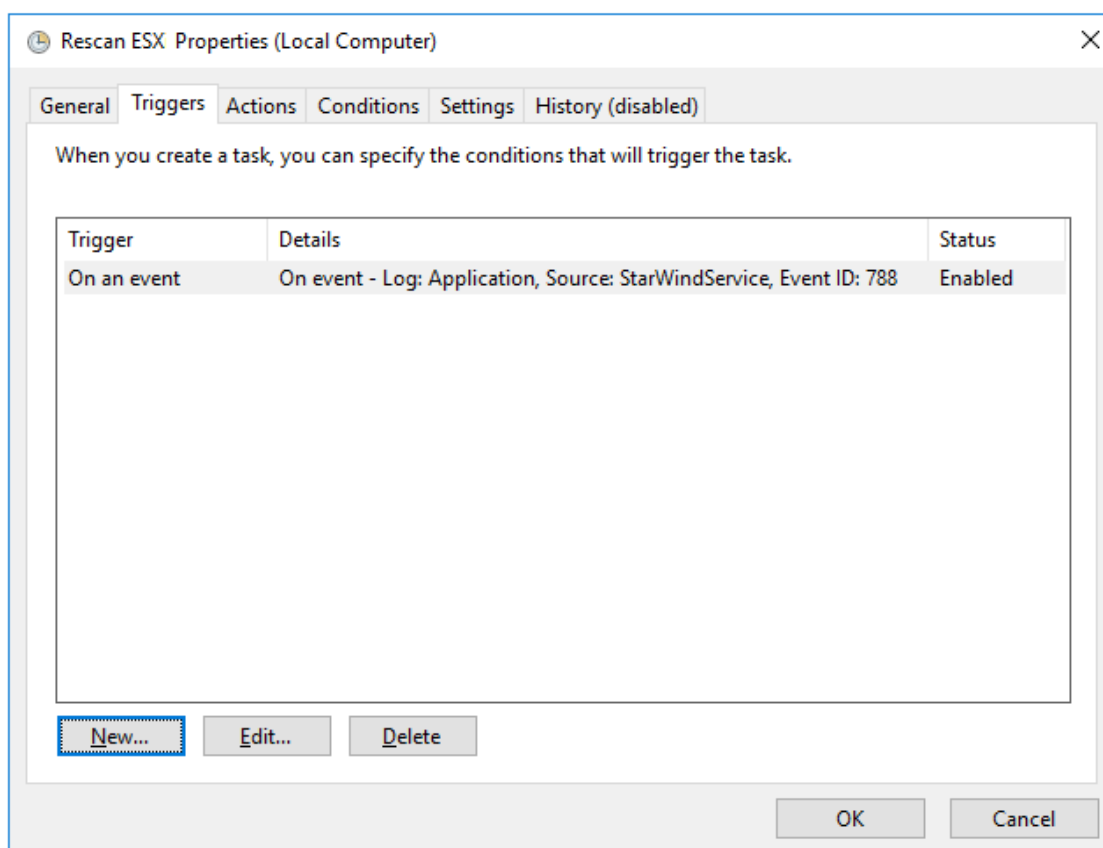 Rescan ESX  Properties (Local Computer)
General Triggers Actions Conditions Settings History (disabled)
When you create a task, you can specify the conditions that will trigger the task.
Trigger Details Status
On an event On event - Log: Application, Source: StarWindService, Event ID: 788 Enabled
New... Edit... Delete
OK Cancel